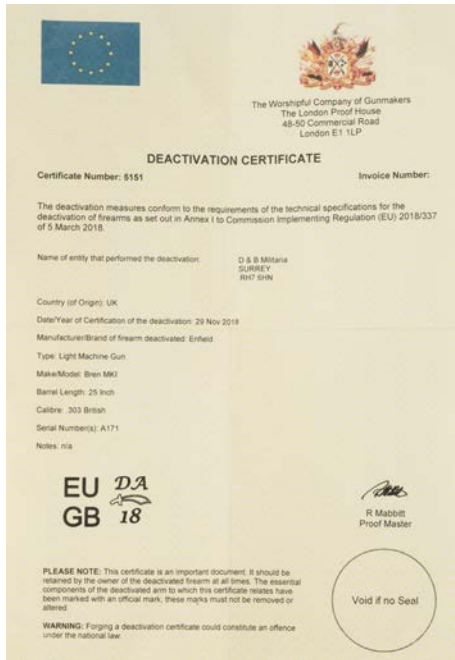 The Worshipful Company of Gunmakers
The London Proof House
48-50 Commercial Road
London E1 1LP
DEACTIVATION CERTIFICATE
Certificate Number: 5151
Invoice Number:
The deactivation measures conform to the requirements of the technical specifications for the
deactivation of firearms as set out in Annex I to Commission Implementing Regulation (EU) 2018/337
of 5 March 2018.
Name of entity that performed the deactivation:
D & B Militaria
SURREY
RH7 6HN
Country (of Origin): UK
Date/Year of Certification of the deactivation: 29 Nov 2018
Manufacturer/Brand of firearm deactivated: Enfield
Type: Light Machine Gun
Make/Model: Bren MKI
Barrel Length: 25 Inch
Calibre: .303 British
Serial Number(s): A171
Notes: n/a
EU DA
GB 18
R Mabbitt
Proof Master
PLEASE NOTE: This certificate is an important document. It should be
retained by the owner of the deactivated firearm at all times. The essential
components of the deactivated arm to which this certificate relates have
been marked with an official mark, these marks must not be removed or
altered
WARNING: Forging a deactivation certificate could constitute an offence
under the national law.
Void if no Seal